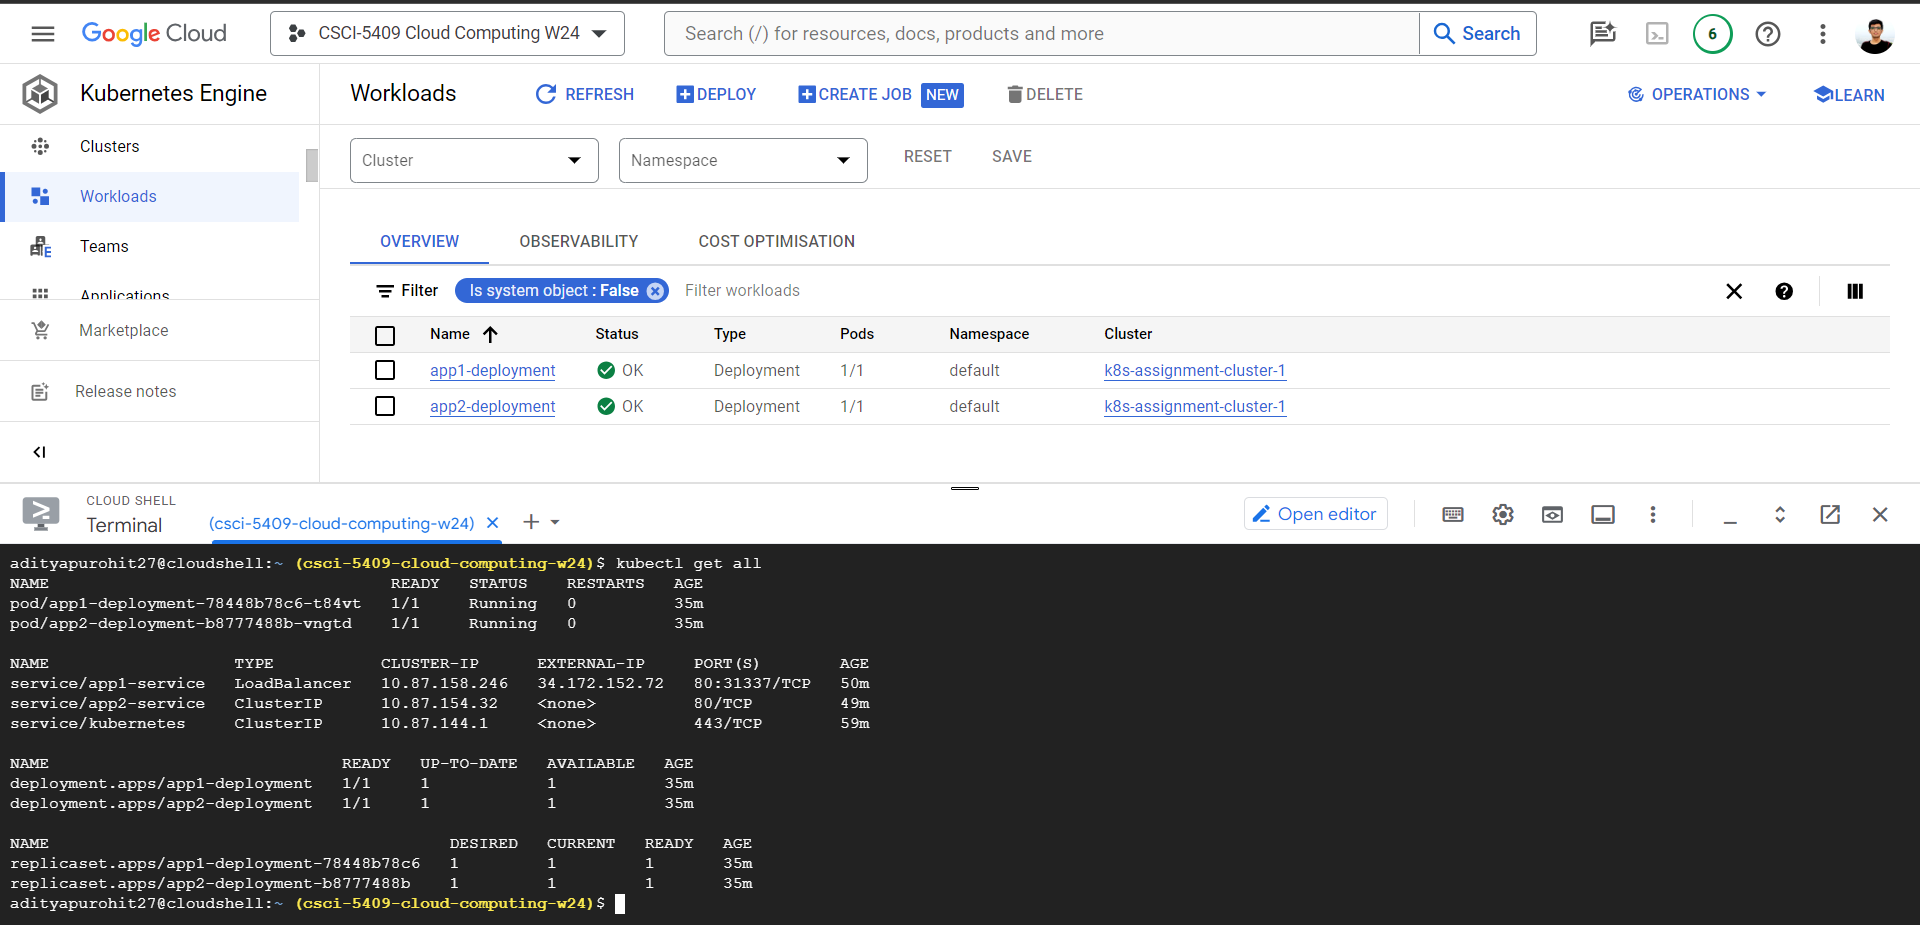 Google Cloud CSCI-5409 Cloud Computing W24 Search (/) for resources, docs, products and more Search 6
Kubernetes Engine
Clusters
Workloads
Teams
Applications
Marketplace
Release notes
Workloads REFRESH DEPLOY CREATE JOB NEW DELETE OPERATIONS LEARN
Cluster Namespace RESET SAVE
OVERVIEW OBSERVABILITY COST OPTIMISATION
Filter Is system object : False Filter workloads
Name Status Type Pods Namespace Cluster
app1-deployment OK Deployment 1/1 default k8s-assignment-cluster-1
app2-deployment OK Deployment 1/1 default k8s-assignment-cluster-1
CLOUD SHELL
Terminal (csci-5409-cloud-computing-w24) Open editor
adityapurohit27@cloudshell:~ (csci-5409-cloud-computing-w24)$ kubectl get all
NAME READY STATUS RESTARTS AGE
pod/app1-deployment-78448b78c6-t84vt 1/1 Running 0 35m
pod/app2-deployment-b8777488b-vngtd 1/1 Running 0 35m
NAME TYPE CLUSTER-IP EXTERNAL-IP PORT(S) AGE
service/app1-service LoadBalancer 10.87.158.246 34.172.152.72 80:31337/TCP 50m
service/app2-service ClusterIP 10.87.154.32 <none> 80/TCP 49m
service/kubernetes ClusterIP 10.87.144.1 <none> 443/TCP 59m
NAME READY UP-TO-DATE AVAILABLE AGE
deployment.apps/app1-deployment 1/1 1 1 35m
deployment.apps/app2-deployment 1/1 1 1 35m
NAME DESIRED CURRENT READY AGE
replicaset.apps/app1-deployment-78448b78c6 1 1 1 35m
replicaset.apps/app2-deployment-b8777488b 1 1 1 35m
adityapurohit27@cloudshell:~ (csci-5409-cloud-computing-w24)$